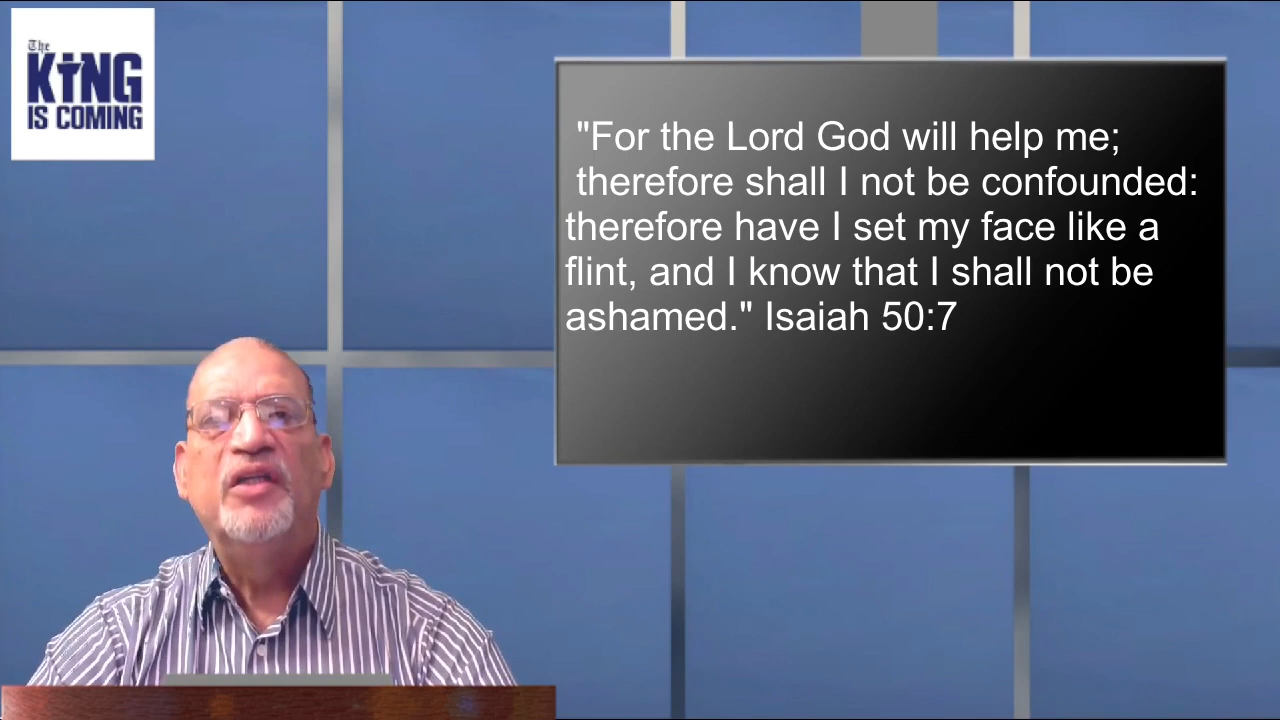 The
KING
IS COMING
"For the Lord God will help me;
therefore shall I not be confounded:
therefore have I set my face like a
flint, and I know that I shall not be
ashamed." Isaiah 50:7